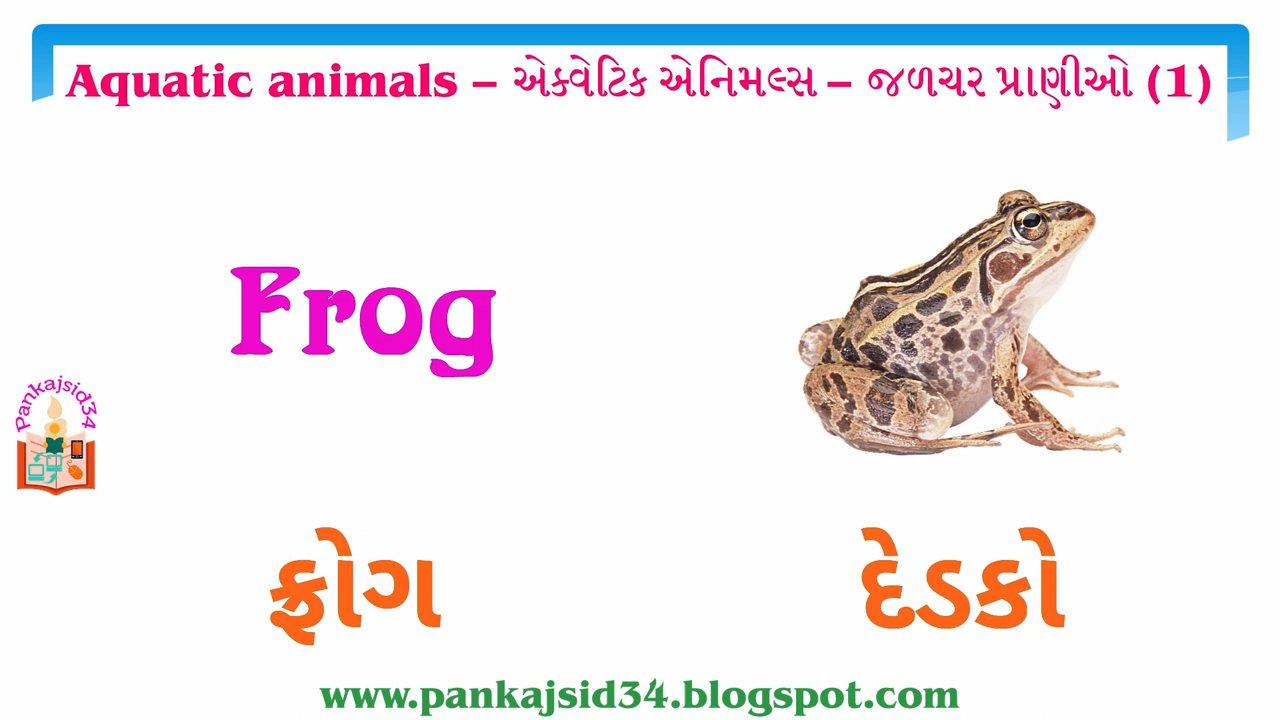 Aquatic animals – એક્વેટિક એનિમલ્સ – જળચર પ્રાણીઓ (1)
Frog
Pankajsid34
ફ્રોગ
દેડકો
www.pankajsid34.blogspot.com